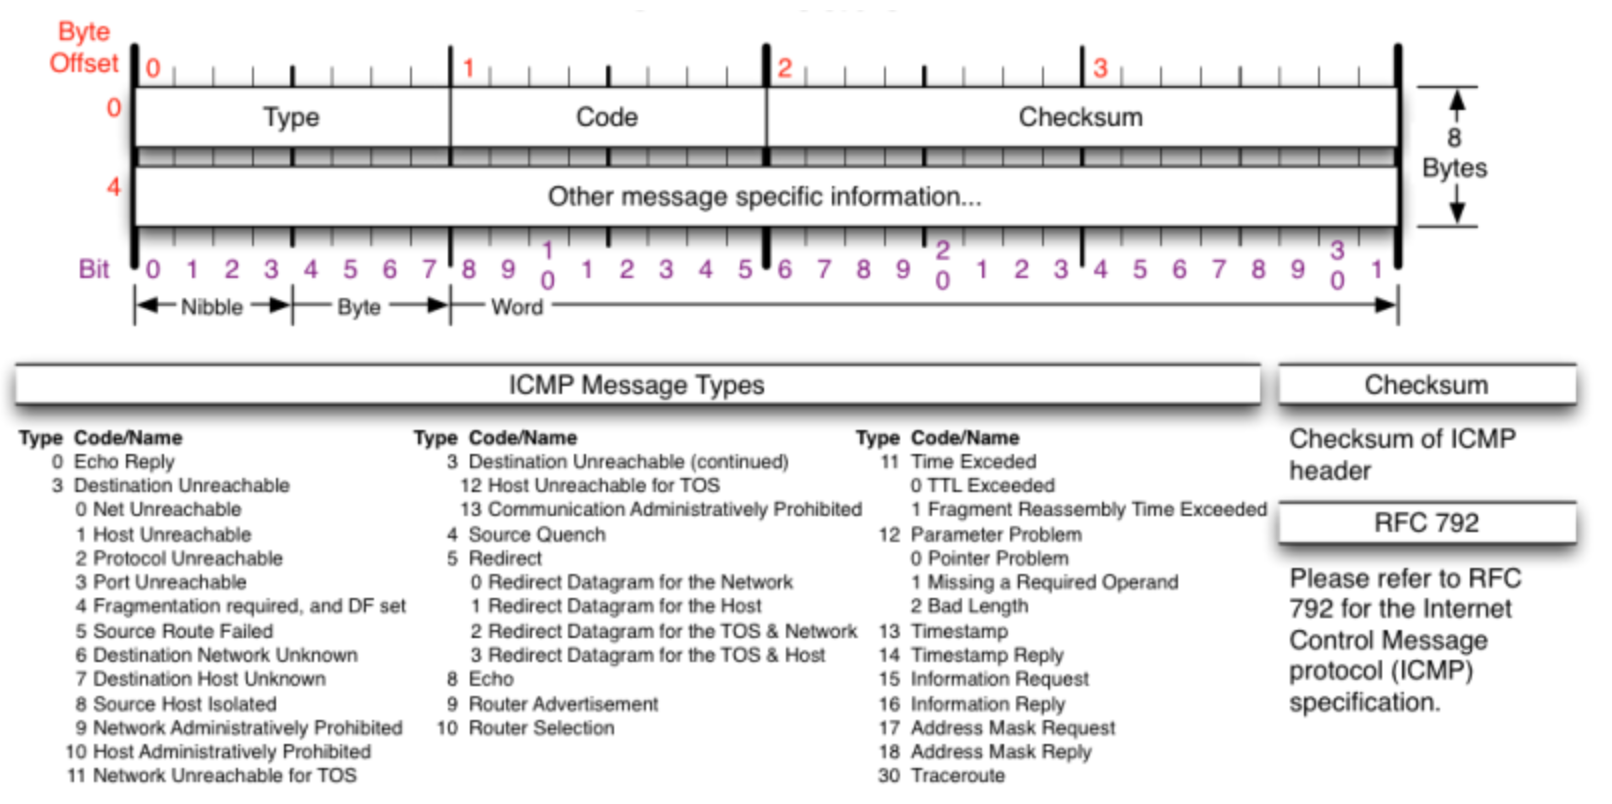 Byte
Offset
0 1 2 3
0
Type Code Checksum
8
Bytes
4
Other message specific information...
Bit 0 1 2 3 4 5 6 7 8 9 10 1 2 3 4 5 6 7 8 9 20 1 2 3 4 5 6 7 8 9 30 1
Nibble Byte Word
ICMP Message Types
Type Code/Name
0 Echo Reply
3 Destination Unreachable
0 Net Unreachable
1 Host Unreachable
2 Protocol Unreachable
3 Port Unreachable
4 Fragmentation required, and DF set
5 Source Route Failed
6 Destination Network Unknown
7 Destination Host Unknown
8 Source Host Isolated
9 Network Administratively Prohibited
10 Host Administratively Prohibited
11 Network Unreachable for TOS
Type Code/Name
3 Destination Unreachable (continued)
12 Host Unreachable for TOS
13 Communication Administratively Prohibited
4 Source Quench
5 Redirect
0 Redirect Datagram for the Network
1 Redirect Datagram for the Host
2 Redirect Datagram for the TOS & Network
3 Redirect Datagram for the TOS & Host
8 Echo
9 Router Advertisement
10 Router Selection
Type Code/Name
11 Time Exceded
0 TTL Exceeded
1 Fragment Reassembly Time Exceeded
12 Parameter Problem
0 Pointer Problem
1 Missing a Required Operand
2 Bad Length
13 Timestamp
14 Timestamp Reply
15 Information Request
16 Information Reply
17 Address Mask Request
18 Address Mask Reply
30 Traceroute
Checksum
Checksum of ICMP
header
RFC 792
Please refer to RFC
792 for the Internet
Control Message
protocol (ICMP)
specification.